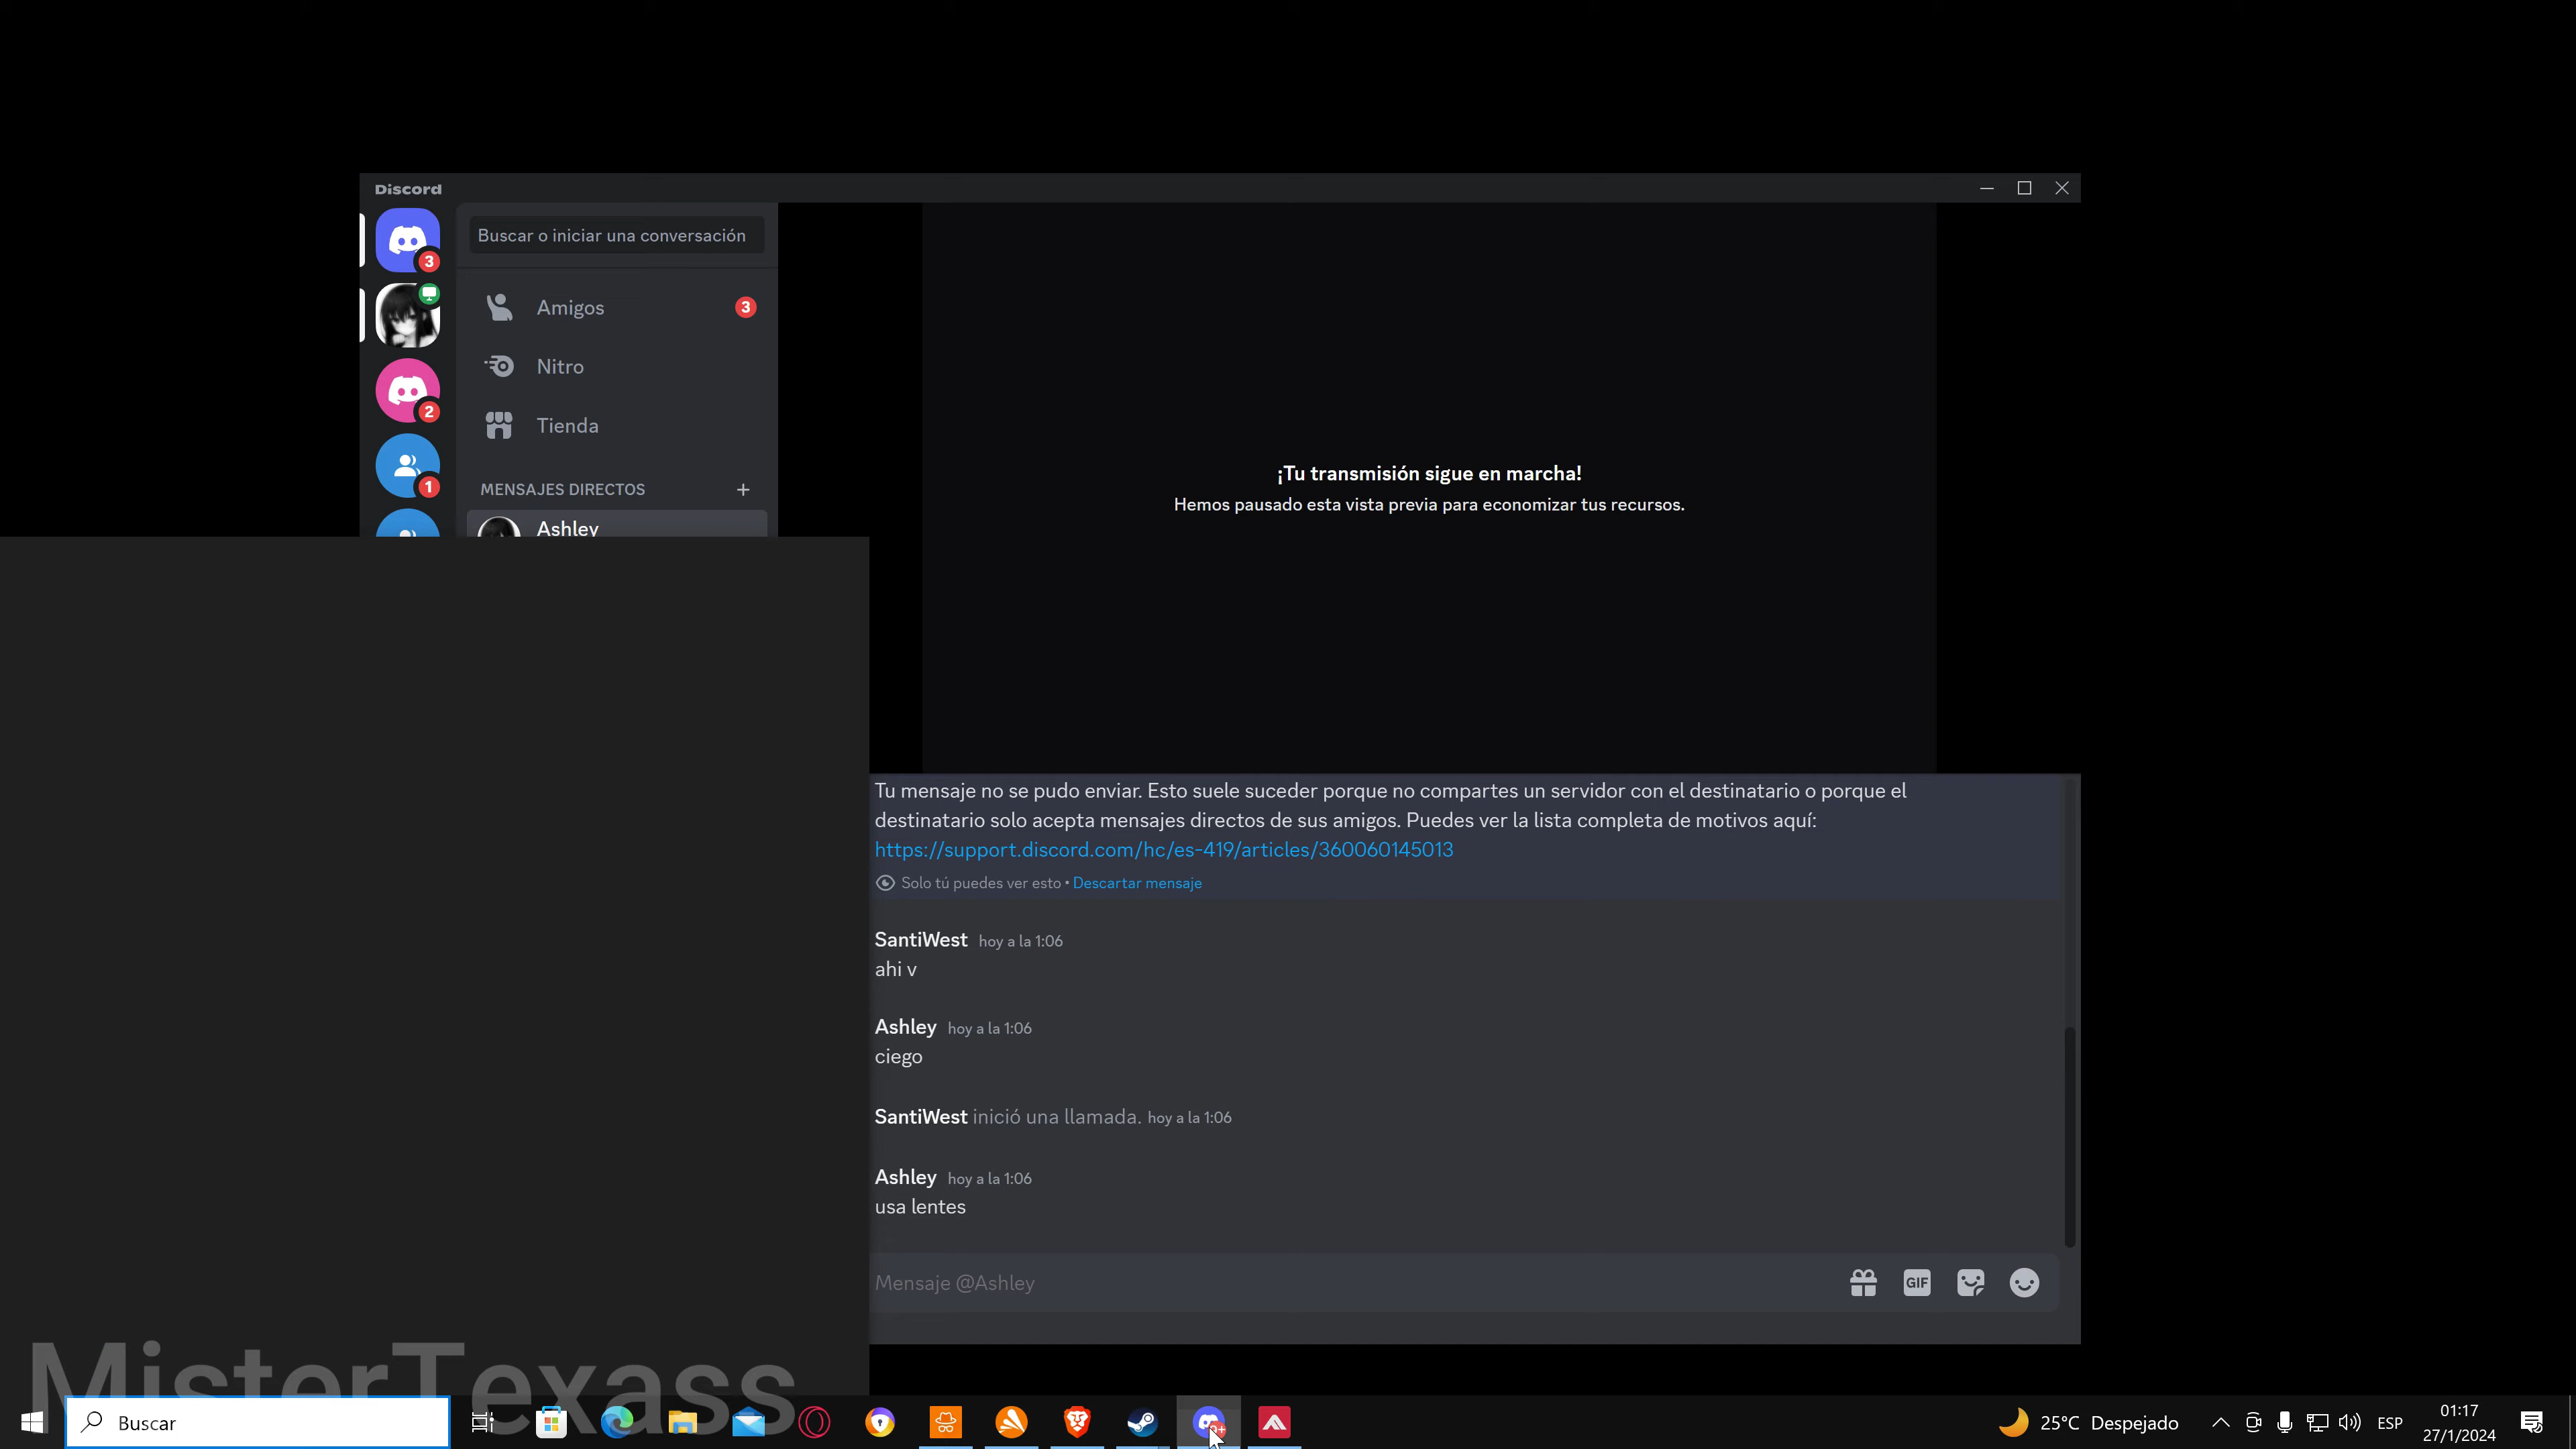 Discord
Buscar o iniciar una conversación
3
Amigos
3
Nitro
2
Tienda
1
MENSAJES DIRECTOS
Ashley
¡Tu transmisión sigue en marcha!
Hemos pausado esta vista previa para economizar tus recursos.
Tu mensaje no se pudo enviar. Esto suele suceder porque no compartes un servidor con el destinatario o porque el
destinatario solo acepta mensajes directos de sus amigos. Puedes ver la lista completa de motivos aquí:
https://support.discord.com/hc/es-419/articles/360060145013
Solo tú puedes ver esto • Descartar mensaje
SantiWest hoy a la 1:06
ahi v
Ashley hoy a la 1:06
ciego
SantiWest inició una llamada. hoy a la 1:06
Ashley hoy a la 1:06
usa lentes
Mensaje @Ashley
GIF
MisterTexass
Buscar
25°C Despejado
ESP
01:17
27/1/2024